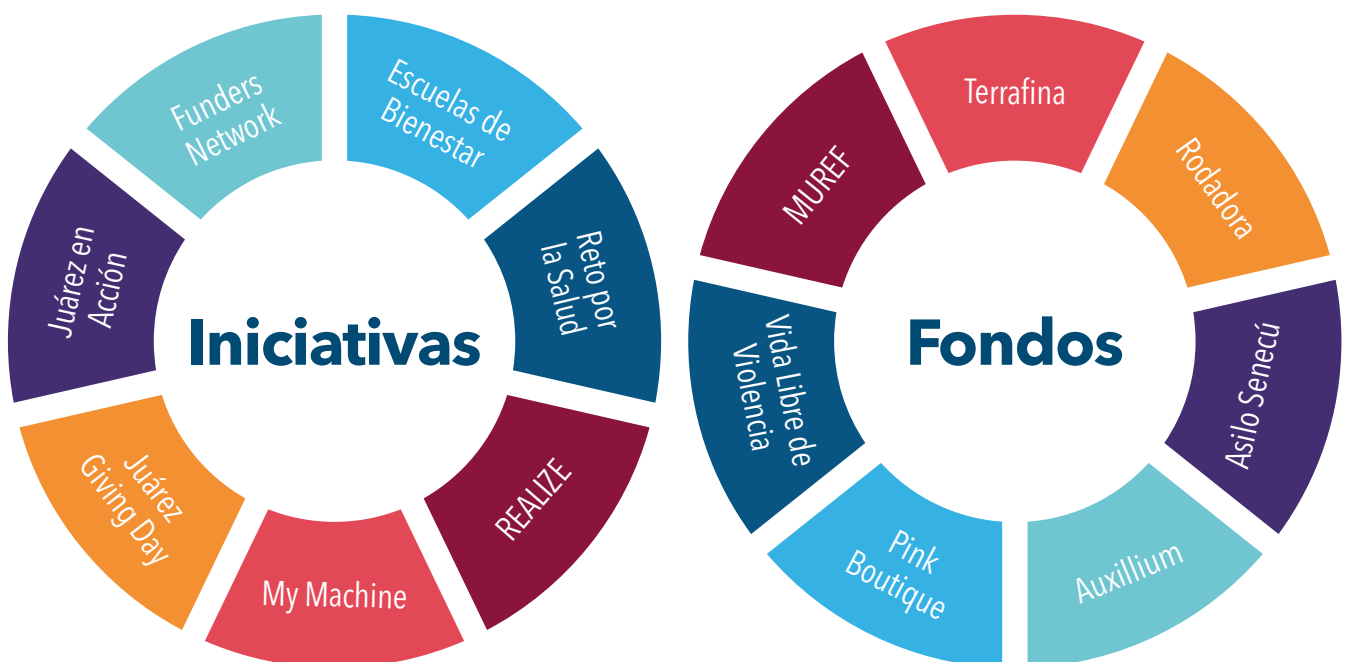 Iniciativas
Escuelas de
Bienestar
Reto por
la Salud
REALIZE
My Machine
Juárez
Giving Day
Juárez en
Acción
Funders
Network
Fondos
Terrafina
Rodadora
Asilo Senecú
Auxillium
Pink
Boutique
Vida Libre de
Violencia
MUREF